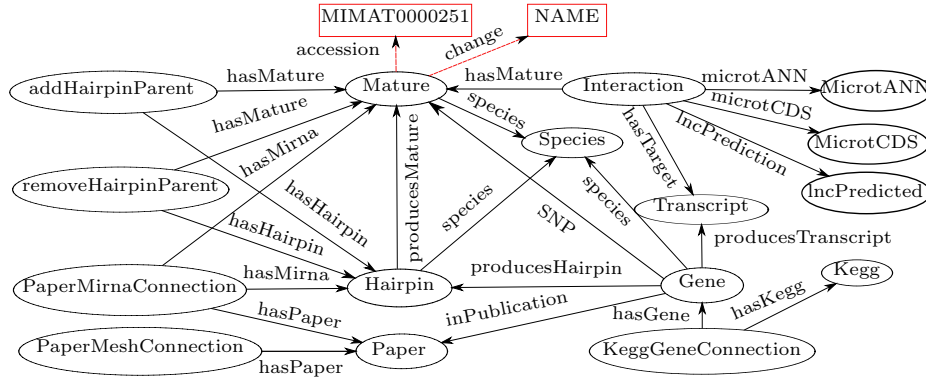 MIMAT0000251
NAME
accession
change
addHairpinParent
hasMature
Mature
hasMature
Interaction
microtANN
MicrotANN
microtCDS
MicrotCDS
lncPrediction
lncPredicted
hasMature
hasMirna
species
Species
hasTarget
removeHairpinParent
hasHairpin
hasHairpin
producesMature
species
SNP
species
Transcript
producesTranscript
PaperMirnaConnection
hasMirna
Hairpin
producesHairpin
Gene
Kegg
hasKegg
hasPaper
inPublication
hasGene
PaperMeshConnection
hasPaper
Paper
KeggGeneConnection